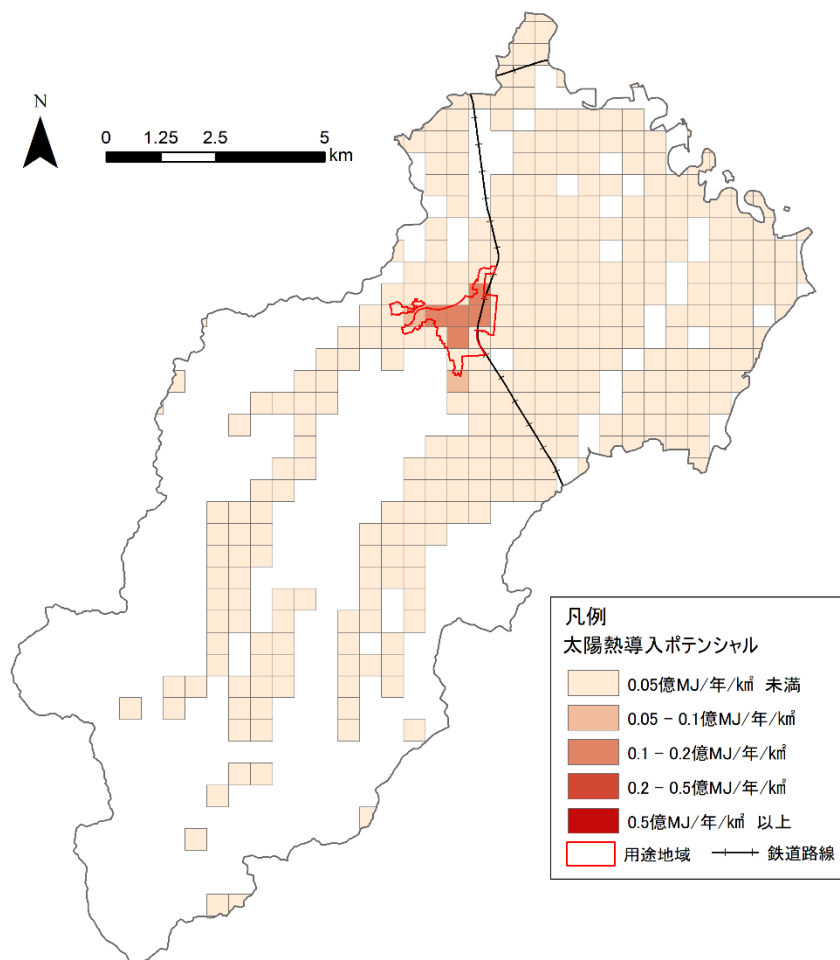 N
0 1.25 2.5 5
km
凡例
太陽熱導入ポテンシャル
0.05億MJ/年/㎢ 未満
0.05 - 0.1億MJ/年/㎢
0.1 - 0.2億MJ/年/㎢
0.2 - 0.5億MJ/年/㎢
0.5億MJ/年/㎢ 以上
用途地域 鉄道路線